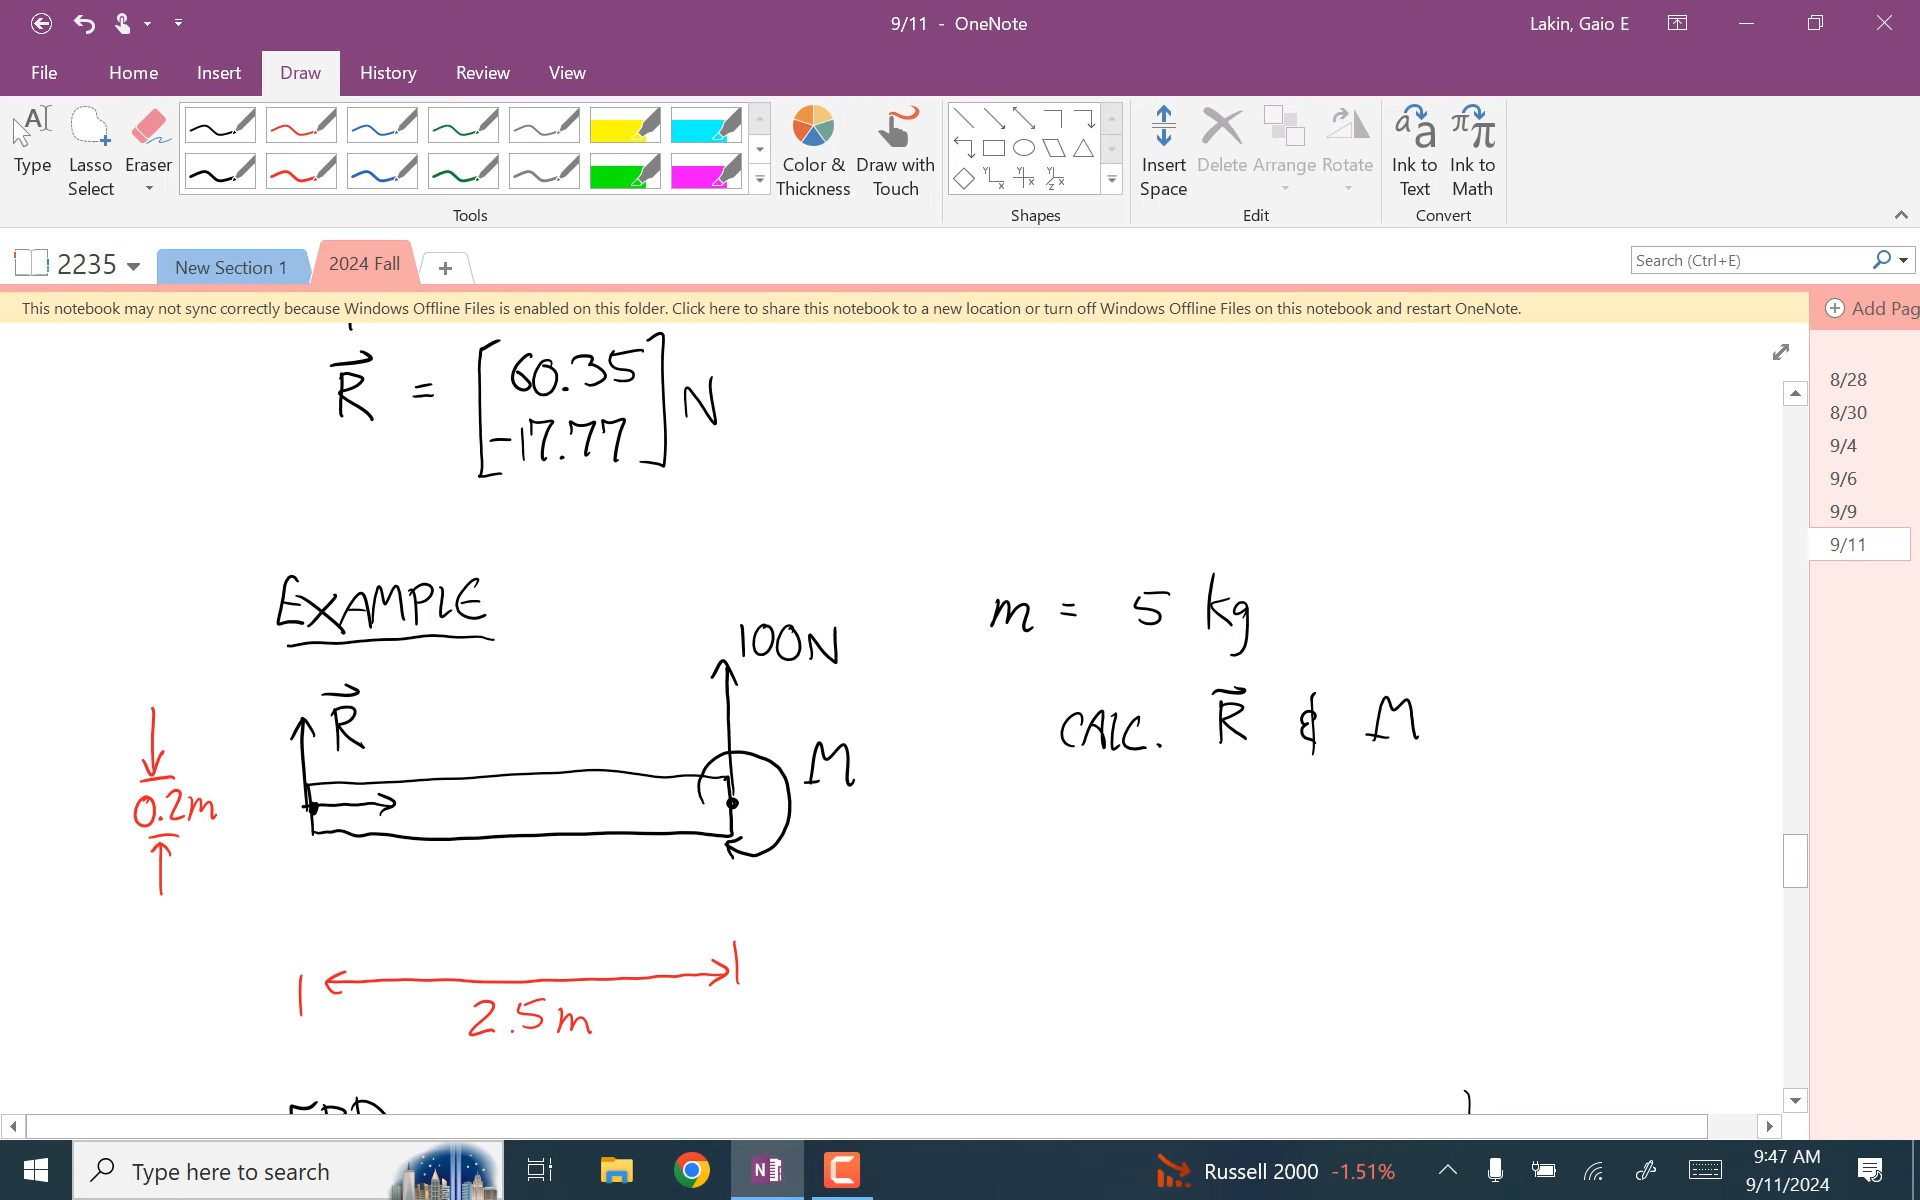 9/11 - OneNote
Lakin, Gaio E
File Home Insert Draw History Review View
Type
Lasso Select
Eraser
Color & Thickness
Draw with Touch
Insert Space
Delete
Arrange
Rotate
Ink to Text
Ink to Math
Tools
Shapes
Edit
Convert
2235
New Section 1
2024 Fall
Search (Ctrl+E)
This notebook may not sync correctly because Windows Offline Files is enabled on this folder. Click here to share this notebook to a new location or turn off Windows Offline Files on this notebook and restart OneNote.
Add Pag
8/28
8/30
9/4
9/6
9/9
9/11
R = [60.35
-17.77] N
EXAMPLE
m = 5 kg
100N
R
CALC. R & M
M
0.2m
2.5m
FBD
Type here to search
Russell 2000 -1.51%
9:47 AM
9/11/2024